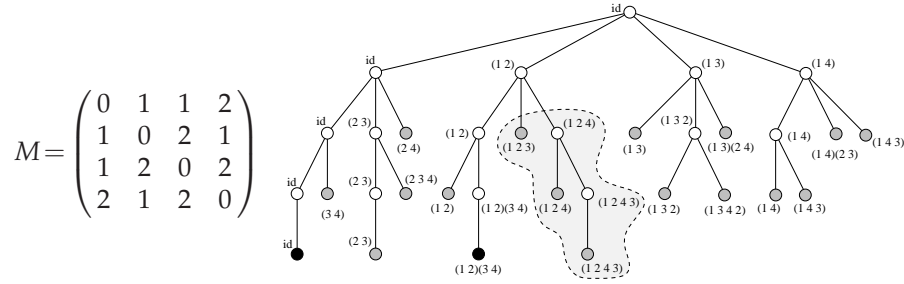 M = ( 0 1 1 2
1 0 2 1
1 2 0 2
2 1 2 0 )
id
id
(1 2)
(1 3)
(1 4)
id
(2 3)
(2 4)
(1 2)
(1 2 3)
(1 2 4)
(1 3)
(1 3 2)
(1 3)(2 4)
(1 4)
(1 4)(2 3)
(1 4 3)
id
(3 4)
(2 3)
(2 3 4)
(1 2)
(1 2)(3 4)
(1 2 4)
(1 2 4 3)
(1 3 2)
(1 3 4 2)
(1 4)
(1 4 3)
id
(2 3)
(1 2)(3 4)
(1 2 4 3)